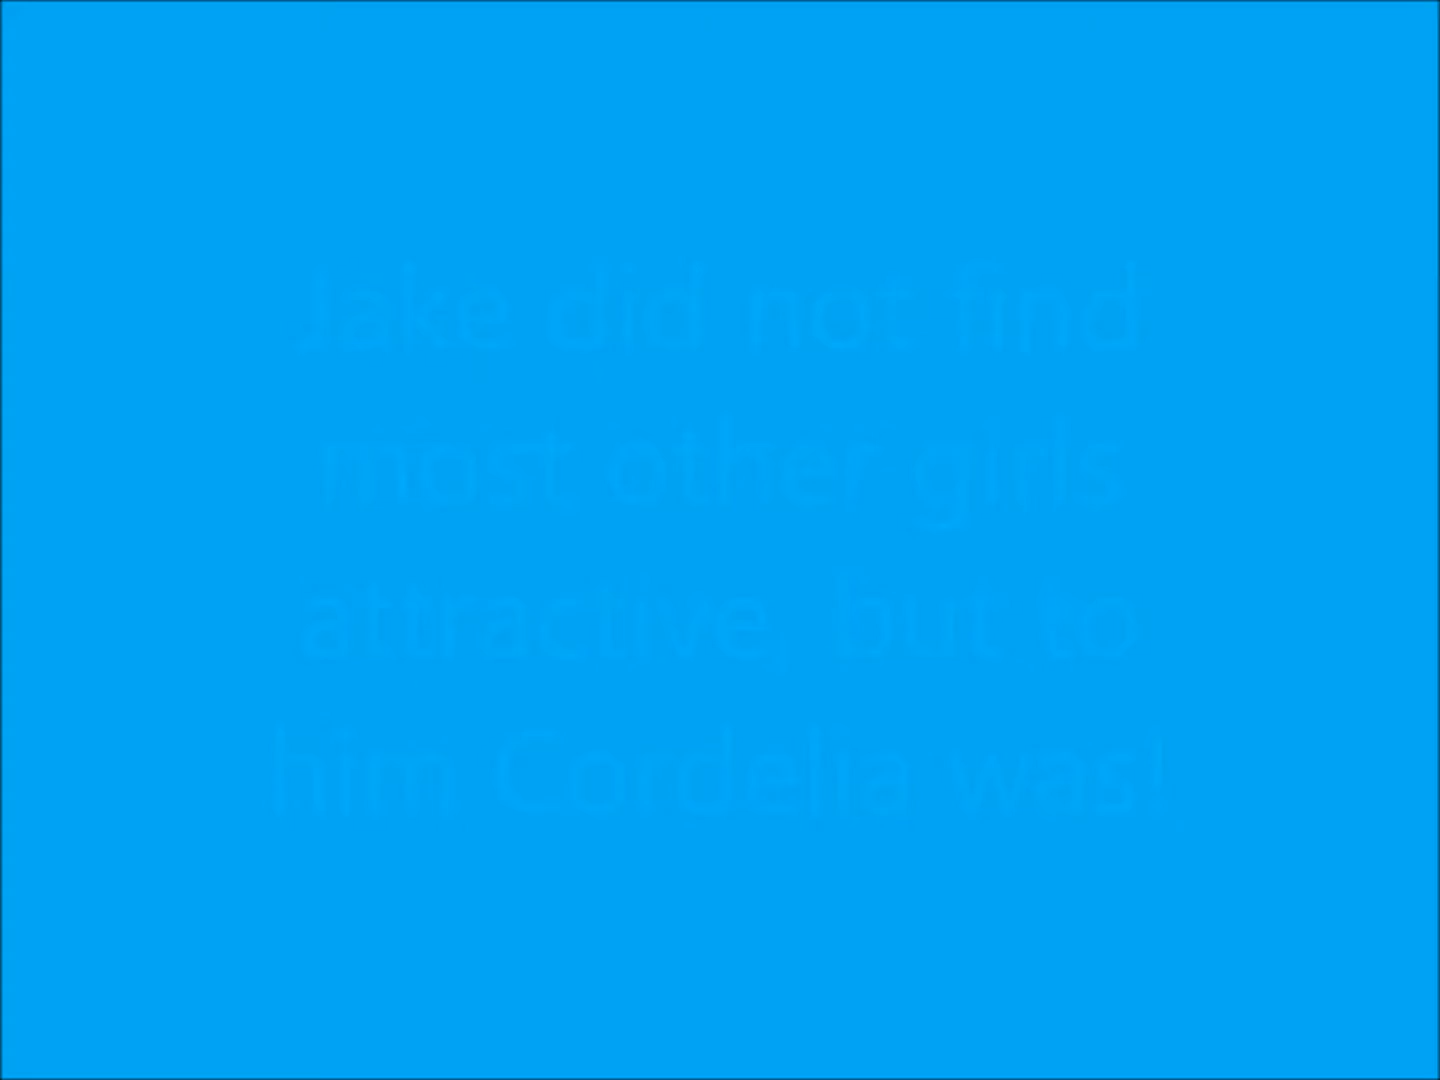 Jake did not find
most other girls
attractive, but to
him Cordelia was!